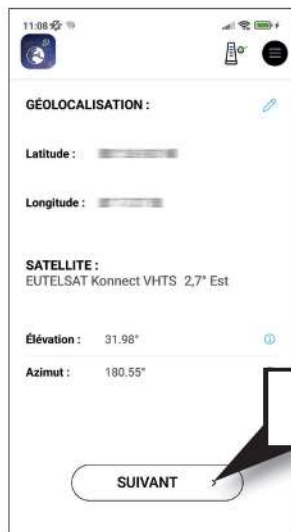 11:08
GÉOLOCALISATION :
Latitude :
Longitude :
SATELLITE :
EUTELSAT Konnect VHTS 2,7° Est
Élévation : 31.98°
Azimut : 180.55°
SUIVANT >